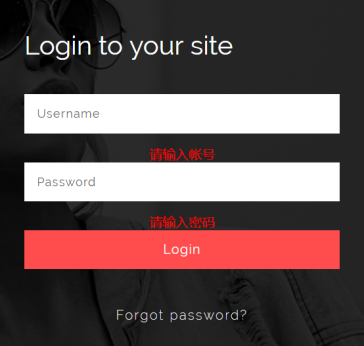 Login to your site
Username
请输入帐号
Password
请输入密码
Login
Forgot password?